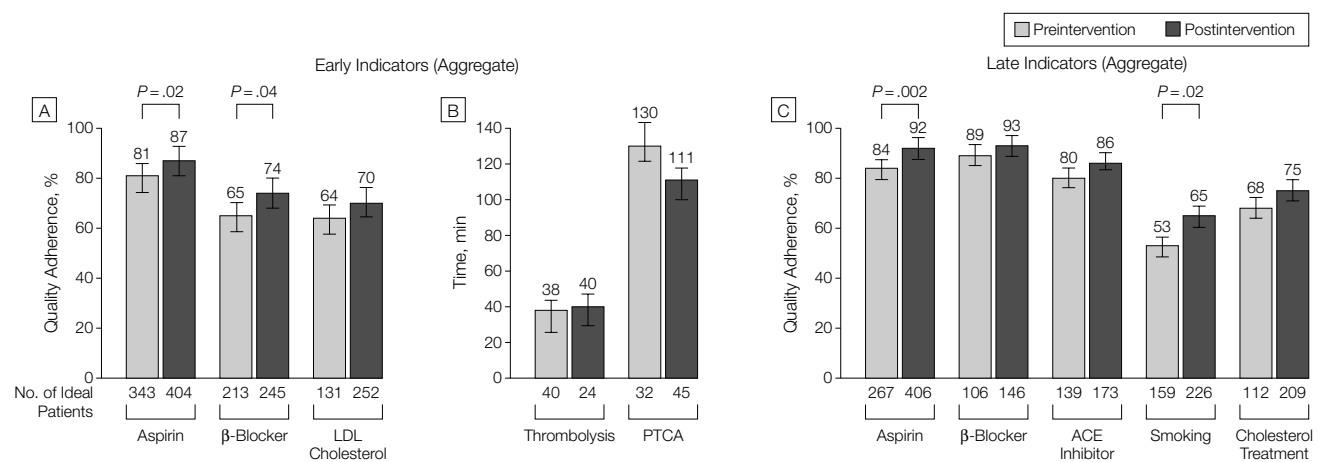 Preintervention Postintervention
Early Indicators (Aggregate)
Late Indicators (Aggregate)
A
P = .02
P = .04
Quality Adherence, %
100
80
60
40
20
0
81
87
65
74
64
70
No. of Ideal
Patients
343 404 213 245 131 252
Aspirin
β-Blocker
LDL
Cholesterol
B
Time, min
140
120
100
80
60
40
20
0
38
40
130
111
40 24 32 45
Thrombolysis
PTCA
C
P = .002
P = .02
Quality Adherence, %
100
80
60
40
20
0
84
92
89
93
80
86
53
65
68
75
267 406 106 146 139 173 159 226 112 209
Aspirin
β-Blocker
ACE
Inhibitor
Smoking
Cholesterol
Treatment